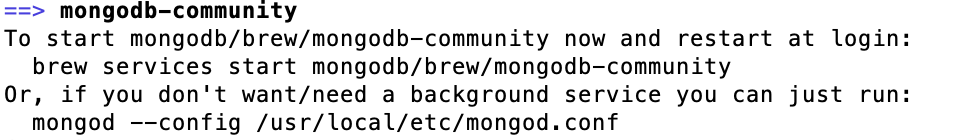 ==> mongodb-community
To start mongodb/brew/mongodb-community now and restart at login:
  brew services start mongodb/brew/mongodb-community
Or, if you don't want/need a background service you can just run:
  mongod --config /usr/local/etc/mongod.conf